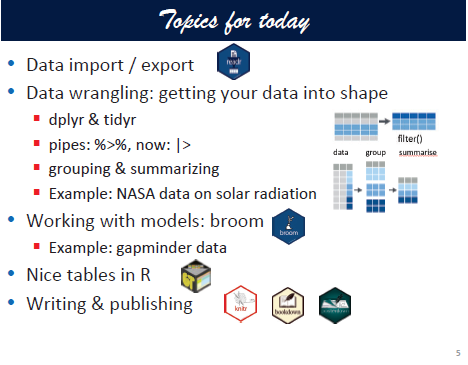 Topics for today
Data import / export
readr
Data wrangling: getting your data into shape
dplyr & tidyr
pipes: %>%, now: |>
grouping & summarizing
Example: NASA data on solar radiation
filter()
data group summarise
Working with models: broom
broom
Example: gapminder data
Nice tables in R
Writing & publishing
knitr
bookdown
5